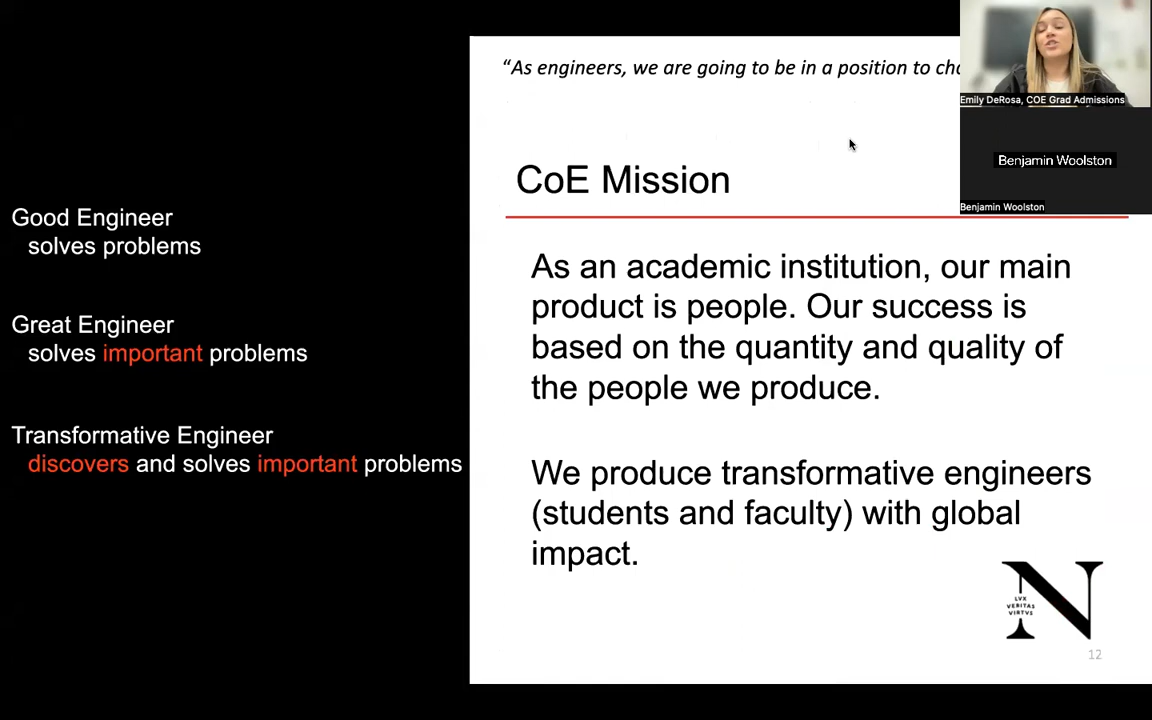 “As engineers, we are going to be in a position to
Emily DeRosa, COE Grad Admissions
Benjamin Woolston
Benjamin Woolston
CoE Mission
Good Engineer
solves problems
Great Engineer
solves important problems
Transformative Engineer
discovers and solves important problems
As an academic institution, our main
product is people. Our success is
based on the quantity and quality of
the people we produce.
We produce transformative engineers
(students and faculty) with global
impact.
N
LVX
VERITAS
VIRTVS
12